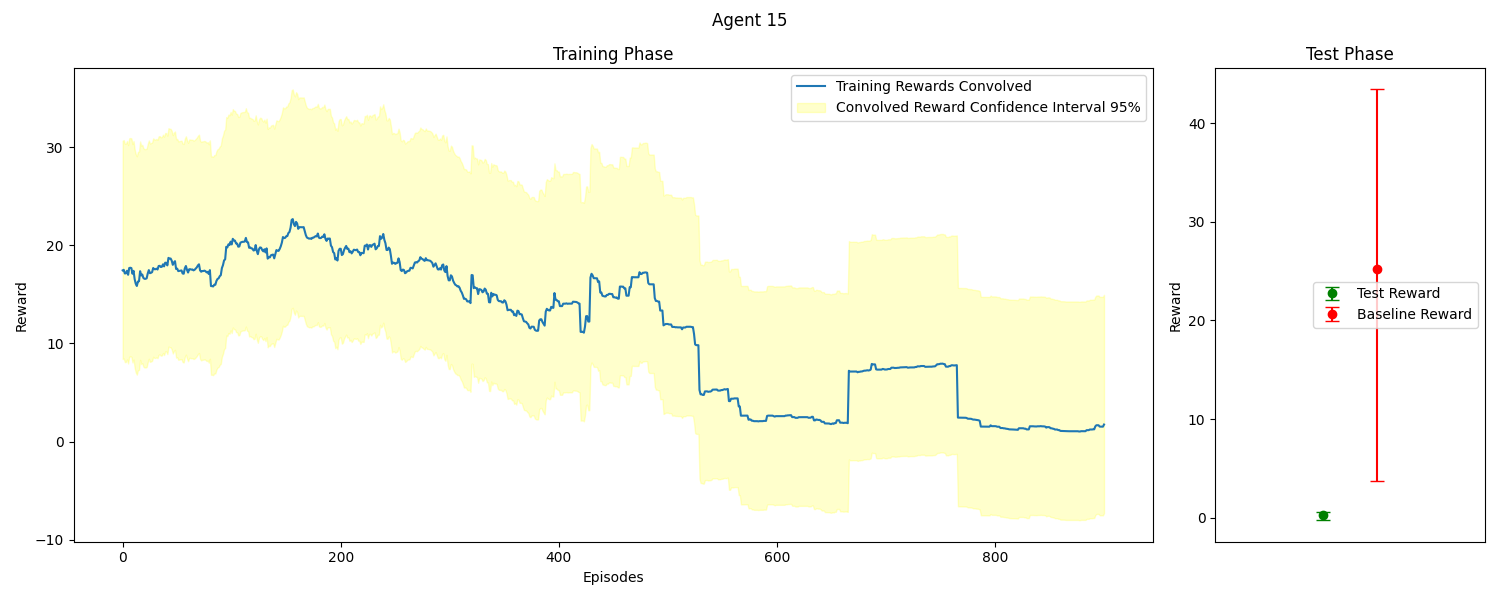 Agent 15
Training Phase
Training Rewards Convolved
Convolved Reward Confidence Interval 95%
Reward
30
20
10
0
−10
0
200
400
600
800
Episodes
Test Phase
Reward
40
30
20
10
0
Test Reward
Baseline Reward